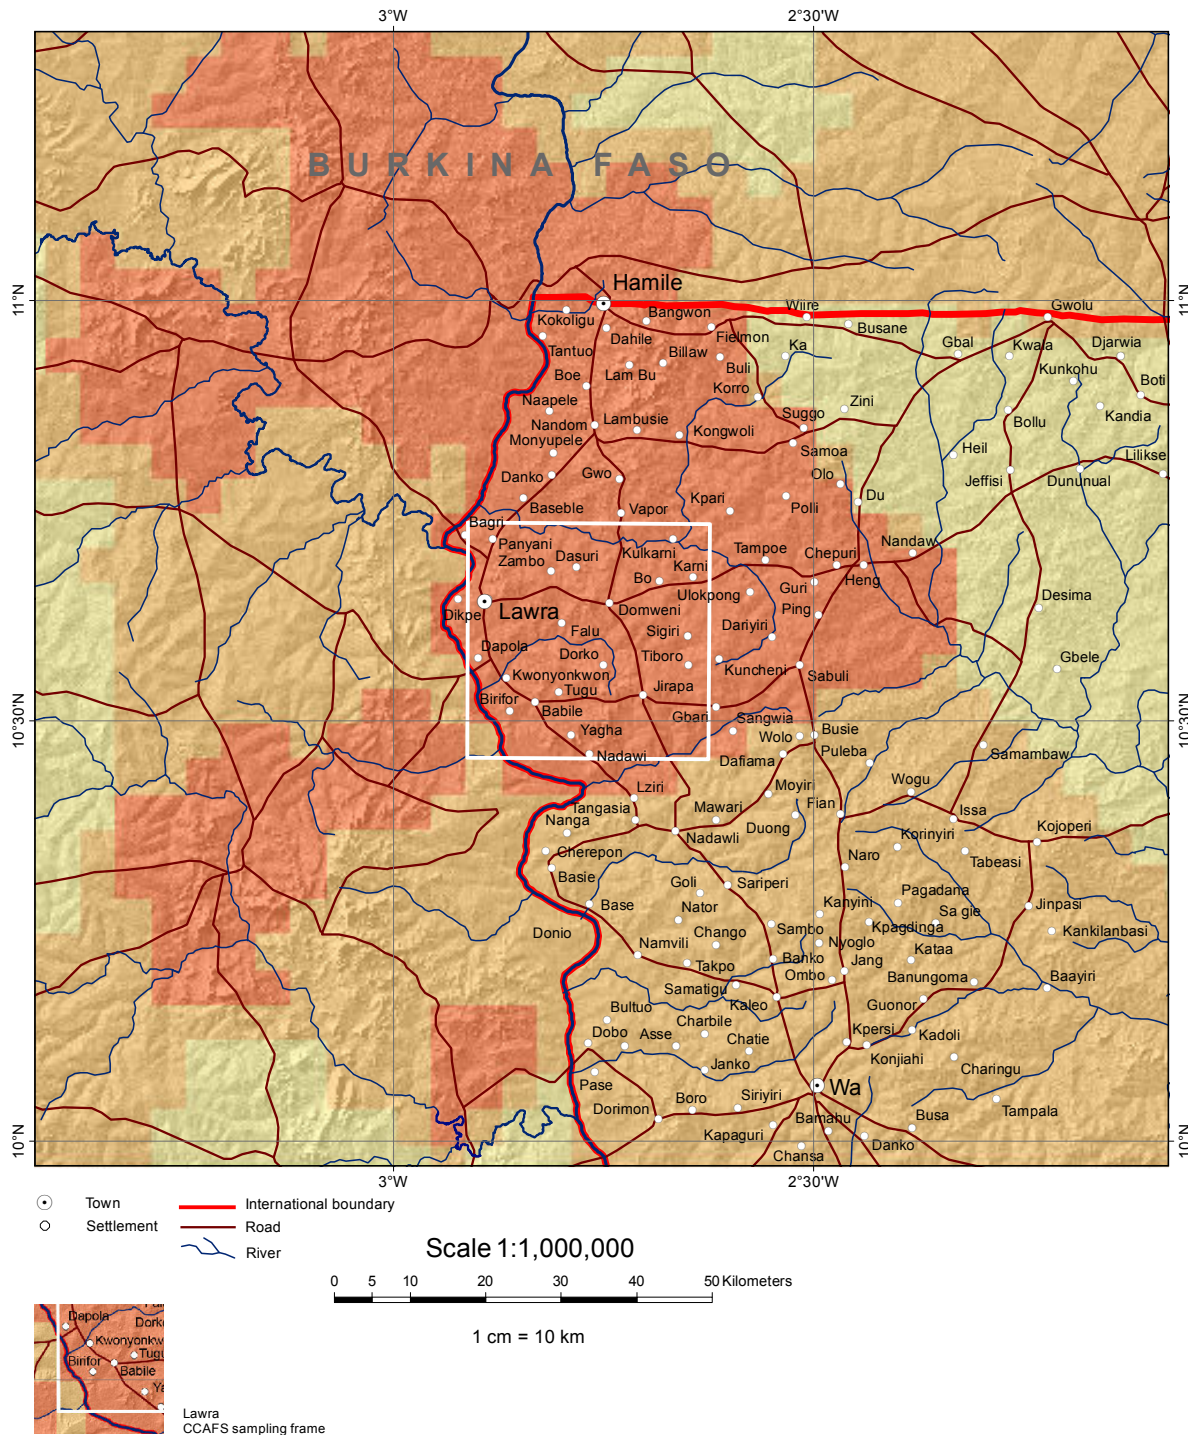 3°W
2°30'W
BURKINA FASO
Hamile
11°N
11°N
Wiire
Gwolu
Kokoligu
Bangwon
Busane
Dahile
Fielmon
Tantuo
Billaw
Ka
Gbal
Kwala
Djarwia
Boe
Lam Bu
Buli
Kunkohu
Korro
Boti
Naapele
Zini
Kandia
Nandom
Lambusie
Suggo
Bollu
Monyupele
Kongwoli
Samoa
Heil
Lilikse
Danko
Gwo
Olo
Jeffisi
Dununual
Kpari
Du
Baseble
Vapor
Polli
Bagri
Panyani
Kulkarni
Tampoe
Chepuri
Nandaw
Zambo
Dasuri
Karni
Bo
Heng
Guri
Ulokpong
Dikpe
Lawra
Domweni
Ping
Desima
Falu
Sigiri
Dariyiri
Dapola
Dorko
Tiboro
Gbele
Kuncheni
Sabuli
Kwonyonkwon
Tugu
Jirapa
Birifor
Babile
Gbari
10°30'N
10°30'N
Sangwia
Yagha
Wolo
Busie
Nadawi
Dafiama
Puleba
Samambaw
Lziri
Moyiri
Wogu
Tangasia
Mawari
Fian
Issa
Nanga
Nadawli
Duong
Korinyiri
Kojoperi
Cherepon
Naro
Tabeasi
Basie
Goli
Sariperi
Pagadana
Base
Nator
Kanyini
Sa gie
Jinpasi
Donio
Chango
Sambo
Kpagdinga
Kankilanbasi
Namvili
Nyoglo
Kataa
Takpo
Banko
Jang
Ombo
Banungoma
Baayiri
Samatigu
Kaleo
Guonor
Bultuo
Charbile
Kpersi
Kadoli
Dobo
Asse
Chatie
Konjiahi
Charingu
Pase
Janko
Wa
Dorimon
Boro
Siriyiri
Tampala
Busa
Bamahu
Kapaguri
Danko
Chansa
10°N
10°N
3°W
2°30'W
Town
International boundary
Settlement
Road
River
Scale 1:1,000,000
0 5 10 20 30 40 50 Kilometers
1 cm = 10 km
Dapola
Dork
Kwonyonkw
Tugu
Birifor
Babile
Ya
Lawra
CCAFS sampling frame